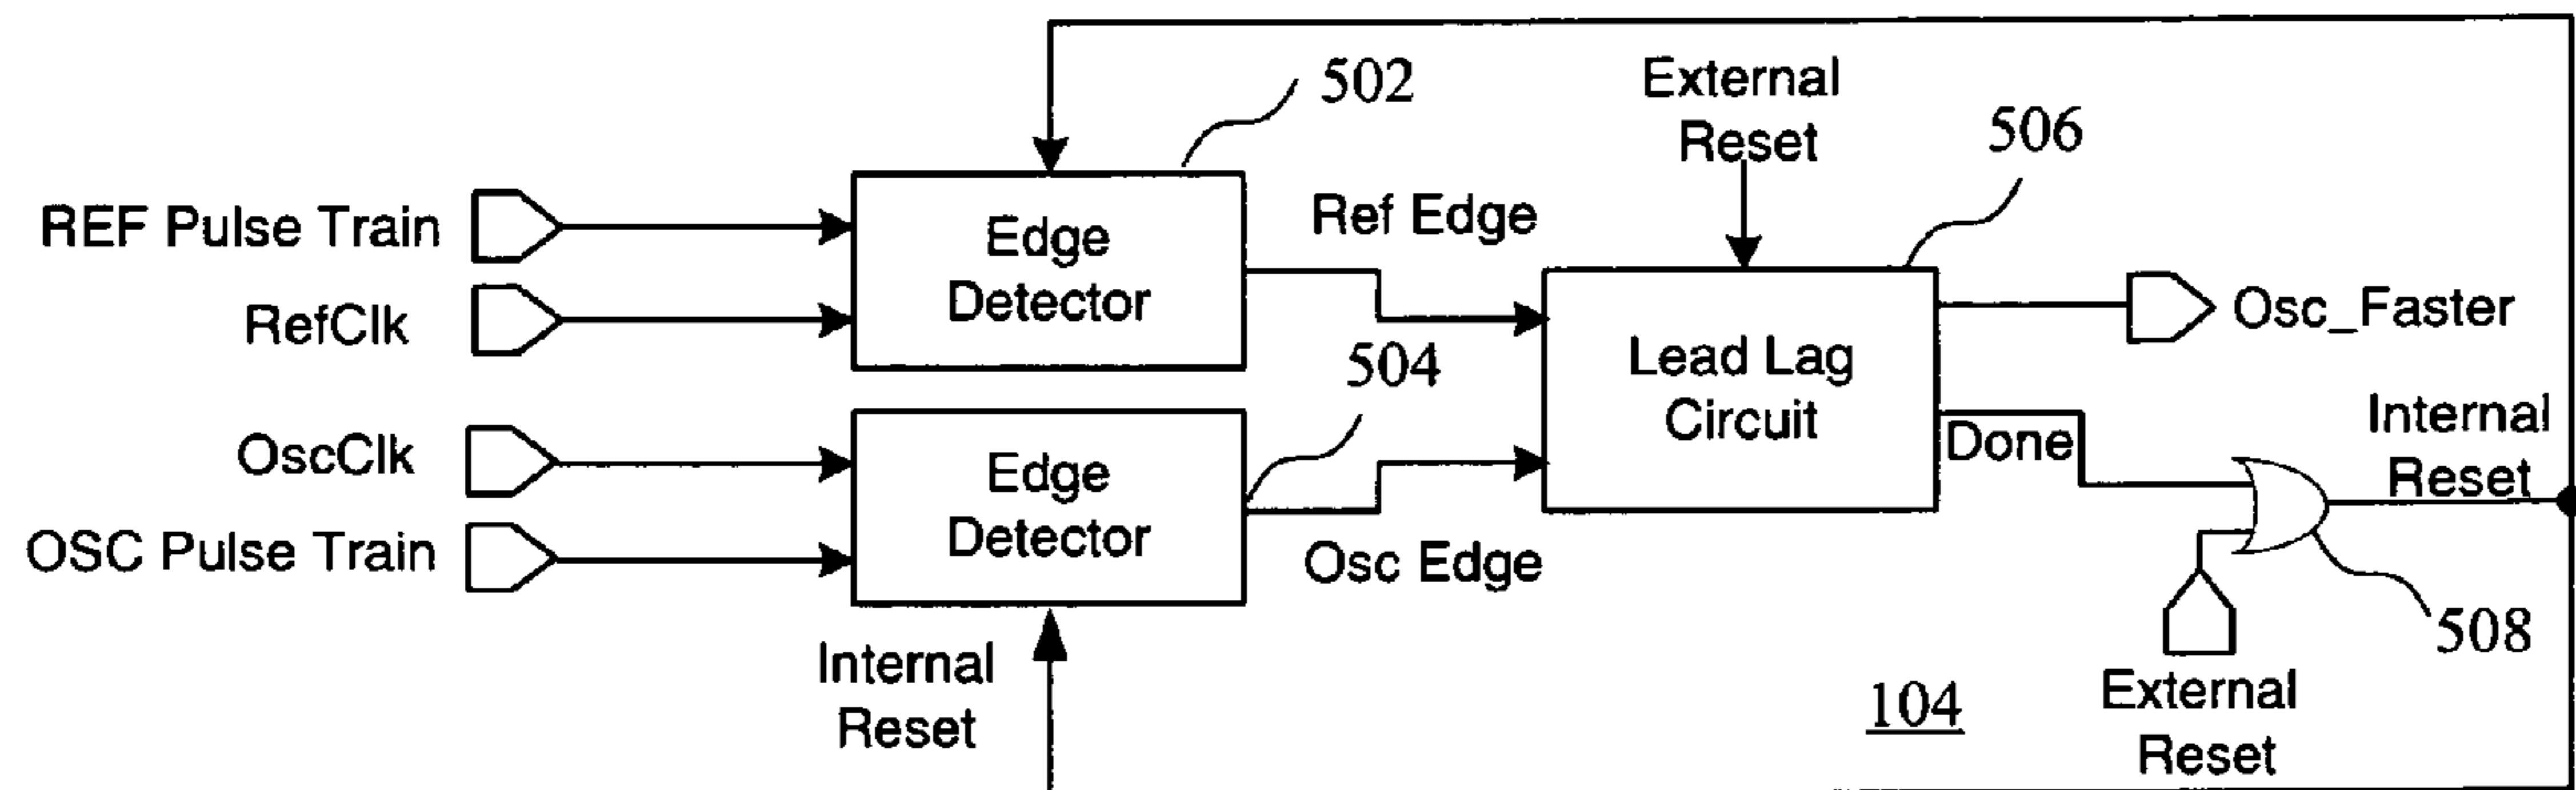 502
External
Reset
506
REF Pulse Train
Edge
Detector
Ref Edge
RefClk
Osc_Faster
504
Lead Lag
Circuit
OscClk
Edge
Detector
Done
Internal
Reset
OSC Pulse Train
Osc Edge
508
Internal
Reset
104
External
Reset